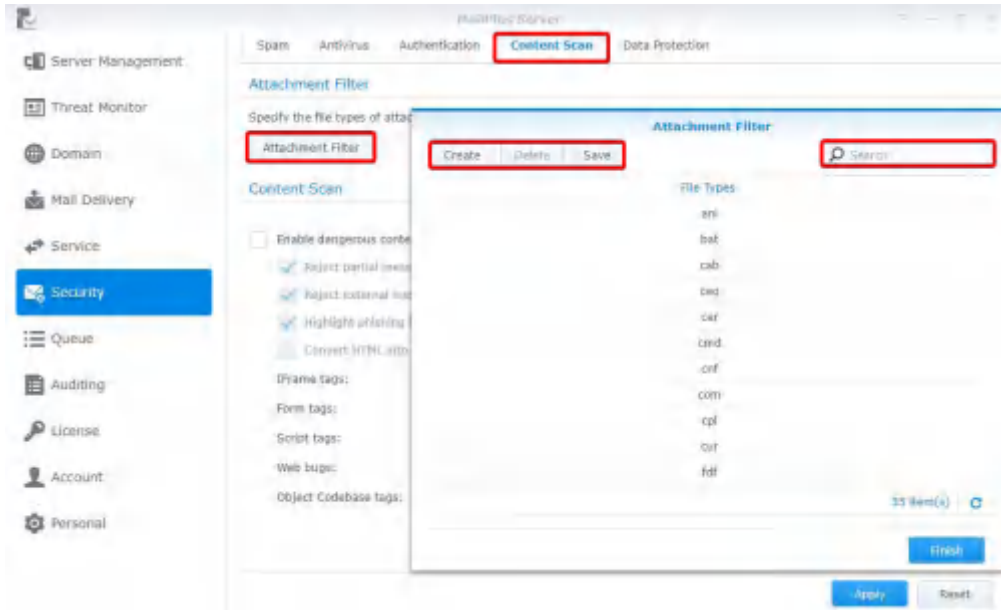 MailPlus Server
Spam Antivirus Authentication Content Scan Data Protection
Server Management
Threat Monitor
Domain
Mail Delivery
Service
Security
Queue
Auditing
License
Account
Personal
Attachment Filter
Specify the file types of attac
Attachment Filter
Content Scan
Enable dangerous conte
Reject partial mess
Reject external
Highlight phishing
Convert HTML
IFrame tags:
Form tags:
Script tags:
Web bugs:
Object Codebase tags:
Attachment Filter
Create Delete Save
Search
File Types
ani
bat
cab
cer
cmd
cnf
com
cpl
cur
fdf
35 item(s)
Finish
Apply Reset